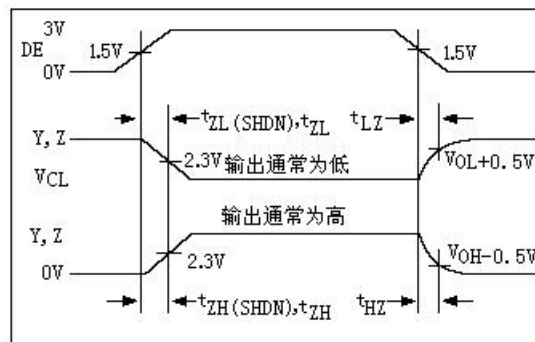 3V
DE
1.5V
1.5V
0V
tZL(SHDN),tZL
tLZ
Y,Z
2.3V
输出通常为低
VOL+0.5V
VCL
输出通常为高
Y,Z
2.3V
VOH-0.5V
0V
tZH(SHDN),tZH
tHZ